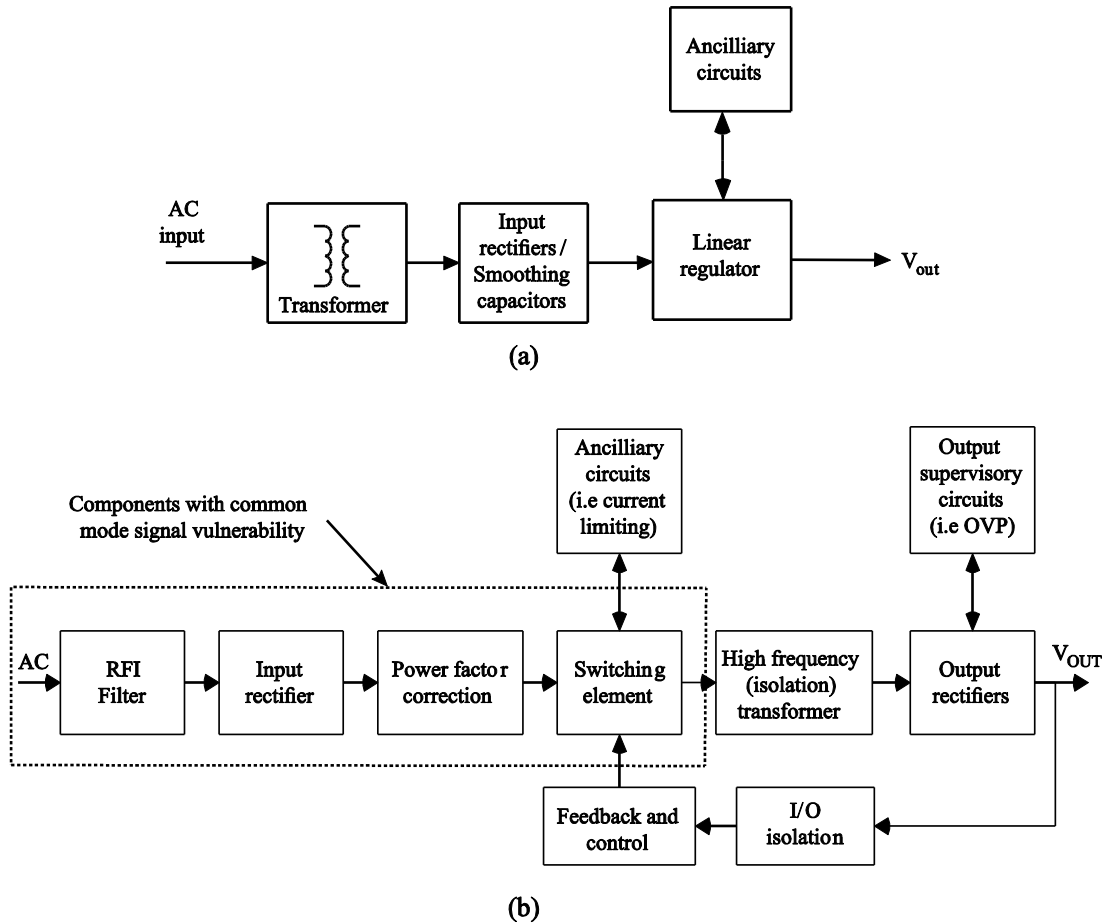 Ancilliary
circuits
AC
input
Transformer
Input
rectifiers /
Smoothing
capacitors
Linear
regulator
Vout
(a)
Components with common
mode signal vulnerability
Ancilliary
circuits
(i.e current
limiting)
Output
supervisory
circuits
(i.e OVP)
AC
RFI
Filter
Input
rectifier
Power factor
correction
Switching
element
High frequency
(isolation)
transformer
Output
rectifiers
VOUT
Feedback and
control
I/O
isolation
(b)